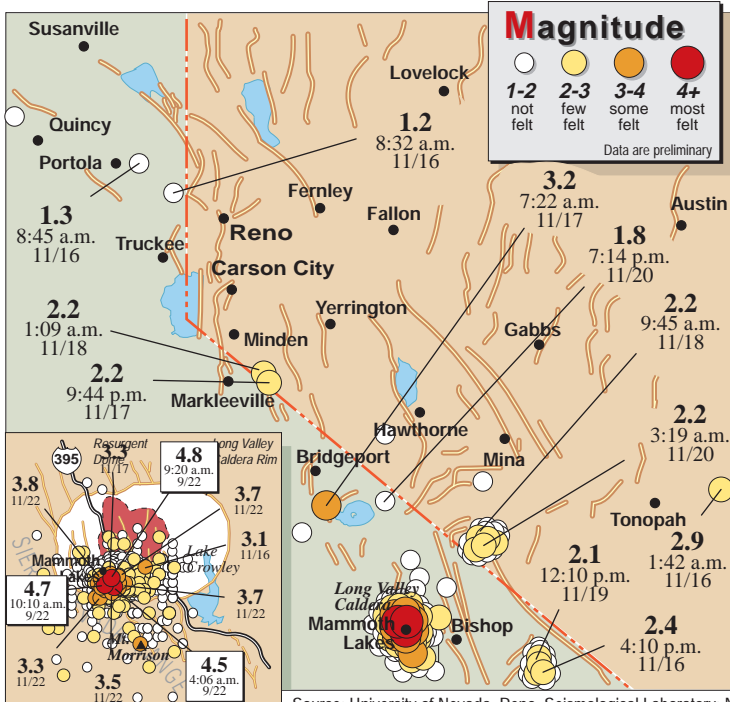 Magnitude
1-2 2-3 3-4 4+
not felt few felt some felt most felt
Data are preliminary
Susanville
Lovelock
Quincy
Portola
1.2
8:32 a.m.
11/16
3.2
7:22 a.m.
11/17
Fernley
Fallon
Austin
1.3
8:45 a.m.
11/16
Reno
1.8
7:14 p.m.
11/20
Truckee
Carson City
2.2
1:09 a.m.
11/18
Yerrington
Minden
Gabbs
2.2
9:45 a.m.
11/18
2.2
9:44 p.m.
11/17
Markleeville
Hawthorne
Mina
2.2
3:19 a.m.
11/20
Bridgeport
Tonopah
2.9
1:42 a.m.
11/16
2.1
12:10 p.m.
11/19
2.4
4:10 p.m.
11/16
Long Valley
Caldera
Mammoth
Lakes
Bishop
395
Resurgent
Dome
Long Valley
Caldera Rim
3.3
11/17
4.8
9:20 a.m.
9/22
3.8
11/22
3.7
11/22
3.1
11/16
Lake
Crowley
Mammoth
Lakes
4.7
10:10 a.m.
9/22
3.7
11/22
Mt.
Morrison
3.3
11/22
3.5
11/22
4.5
4:06 a.m.
9/22
Source University of Nevada, Reno, Seismological Laboratory